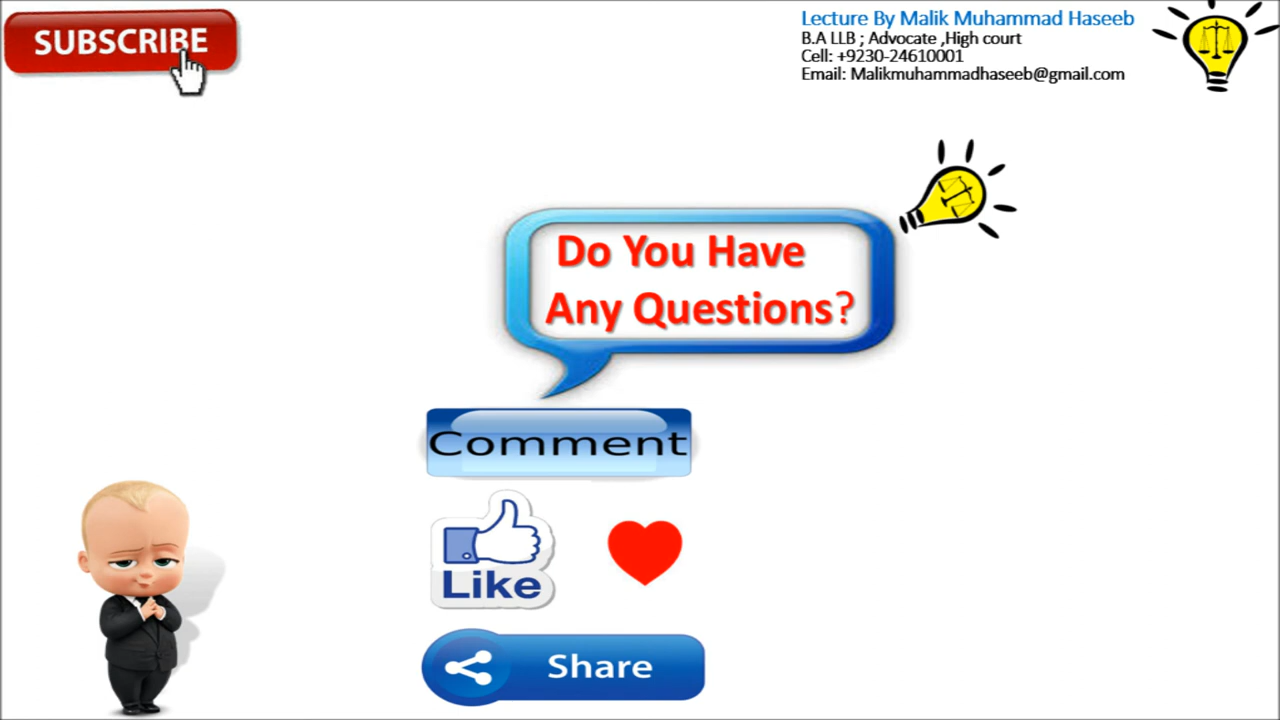 SUBSCRIBE
Lecture By Malik Muhammad Haseeb
B.A LLB ; Advocate ,High court
Cell: +9230-24610001
Email: Malikmuhammadhaseeb@gmail.com
Do You Have
Any Questions?
Comment
Like
Share